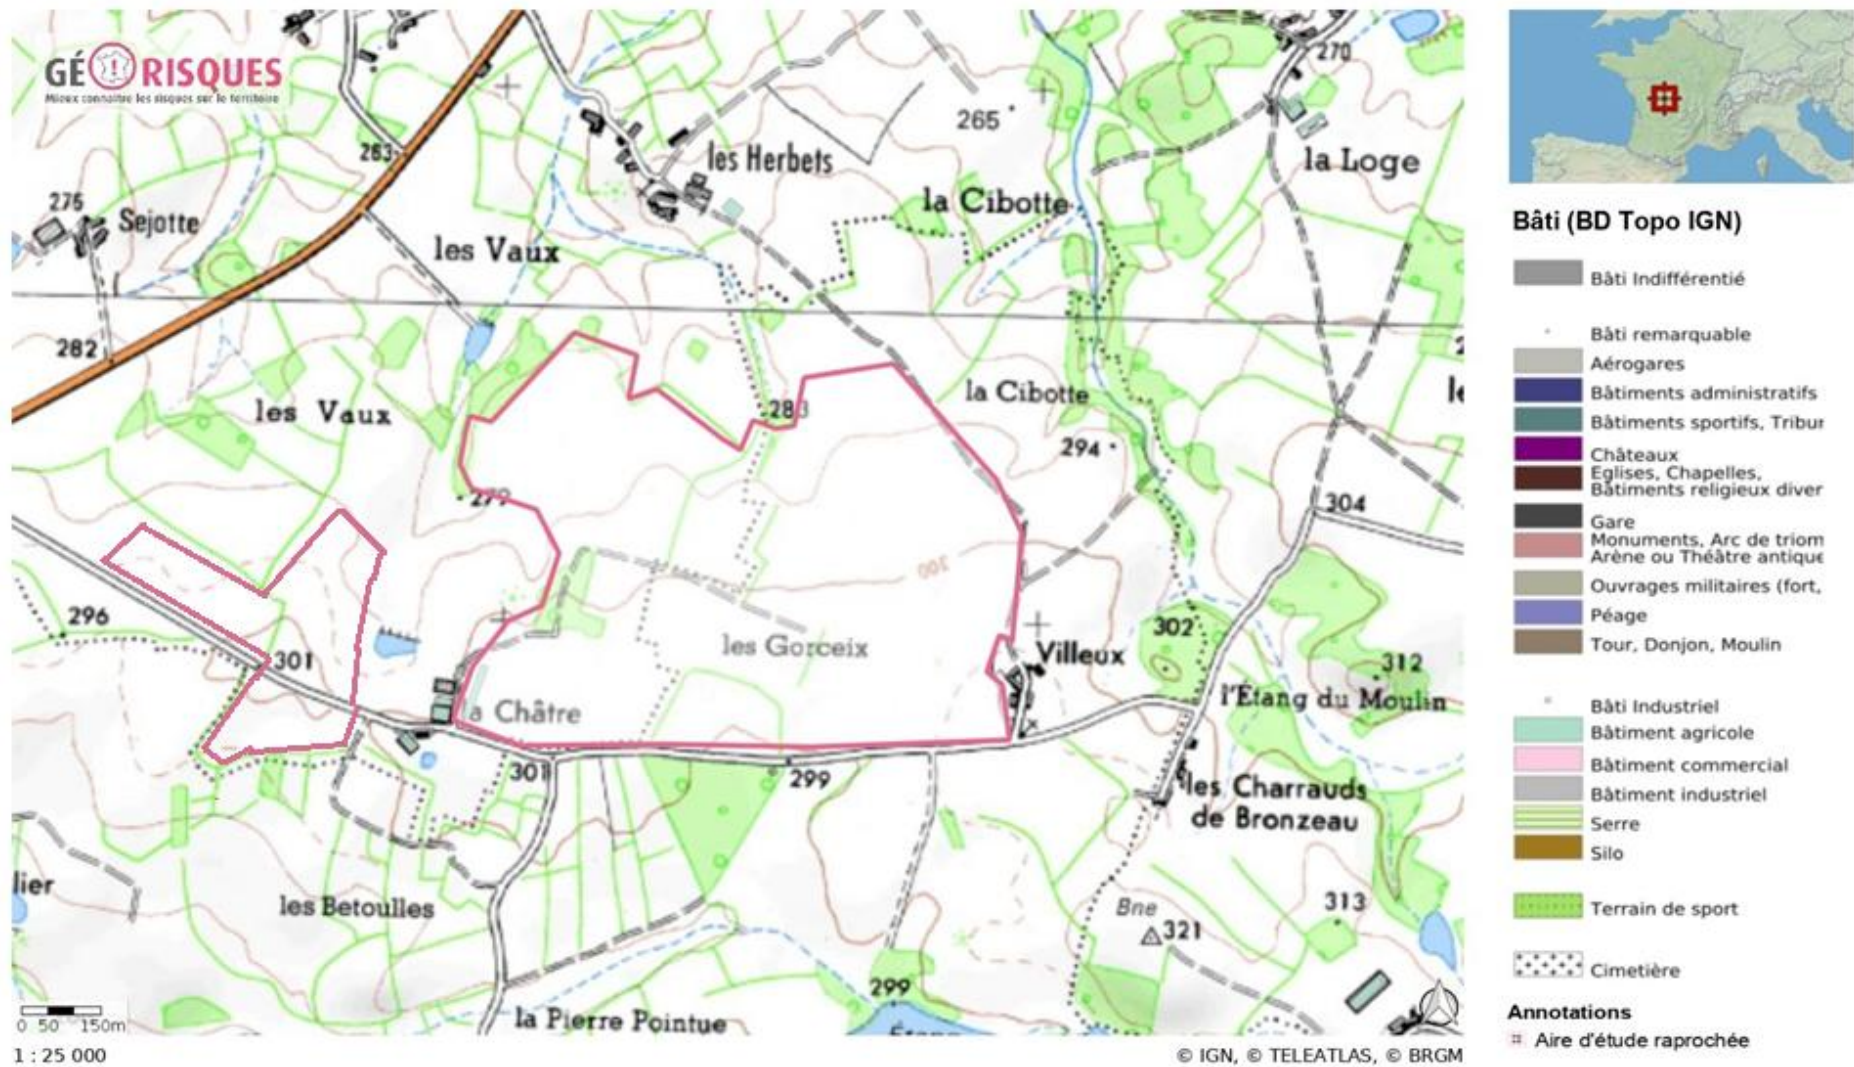 GÉORISQUES
Mieux connaître les risques sur le territoire
270
265
la Loge
263
les Herbets
275
Sejotte
la Cibotte
les Vaux
282
la Cibotte
283
les Vaux
294
279
304
300
296
les Gorceix
302
Villeux
301
312
l'Étang du Moulin
a Châtre
301
299
les Charrauds
de Bronzeau
lier
les Betoulles
Bne
313
321
299
la Pierre Pointue
Étang
0 50 150m
1 : 25 000
© IGN, © TELEATLAS, © BRGM
Bâti (BD Topo IGN)
Bâti Indifférentié
Bâti remarquable
Aérogares
Bâtiments administratifs
Bâtiments sportifs, Tribur
Châteaux
Eglises, Chapelles,
Bâtiments religieux diver
Gare
Monuments, Arc de triom
Arène ou Théâtre antique
Ouvrages militaires (fort,
Péage
Tour, Donjon, Moulin
Bâti Industriel
Bâtiment agricole
Bâtiment commercial
Bâtiment industriel
Serre
Silo
Terrain de sport
Cimetière
Annotations
Aire d'étude raprochée